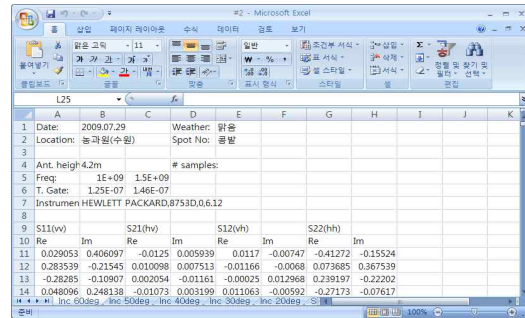 #2 - Microsoft Excel
홈 삽입 페이지 레이아웃 수식 데이터 검토 보기
맑은 고딕 11 일반 조건부 서식 삽입 Σ
가 가 가 가 가 W % , 표 서식 삭제
붙여넣기 셀 스타일 서식 정렬 및 필터 찾기 및 선택
클립보드 글꼴 맞춤 표시 형식 스타일 셀 편집
L25 fx
A B C D E F G H I J K
1 Date: 2009.07.29 Weather: 맑음
2 Location: 농과원(수원) Spot No: 콩밭
3
4 Ant. heigh 4.2m # samples:
5 Freq: 1E+09 1.5E+09
6 T. Gate: 1.25E-07 1.46E-07
7 Instrumen HEWLETT PACKARD,8753D,0,6.12
8
9 S11(vv) S21(hv) S12(vh) S22(hh)
10 Re Im Re Im Re Im Re Im
11 0.029053 0.406097 -0.0125 0.005939 0.0117 -0.00747 -0.41272 -0.15524
12 0.283539 -0.21545 0.010098 0.007513 -0.01166 -0.0068 0.073685 0.367539
13 -0.28285 -0.10907 0.002054 -0.01161 -0.00025 0.012968 0.239197 -0.22202
14 0.048096 0.248138 -0.01073 0.003199 0.011063 -0.00592 -0.27173 -0.07617
Inc 60deg Inc 50deg Inc 40deg Inc 30deg Inc 20deg
준비 100%